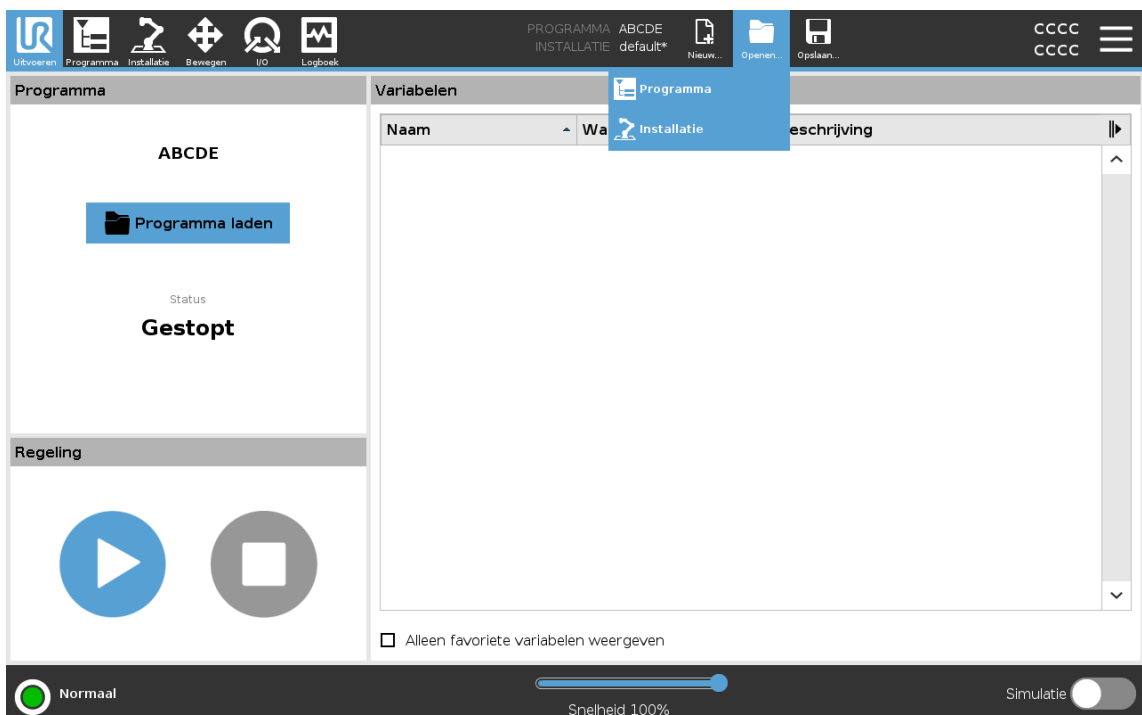 Uitvoeren Programma Installatie Bewegen I/O Logboek
PROGRAMMA ABCDE
INSTALLATIE default*
Nieuw... Openen... Opslaan...
CCCC
CCCC
Programma
Installatie
Programma
ABCDE
Programma laden
Status
Gestopt
Regeling
Variabelen
Naam Wa eschrijving
Alleen favoriete variabelen weergeven
Normaal
Snelheid 100%
Simulatie